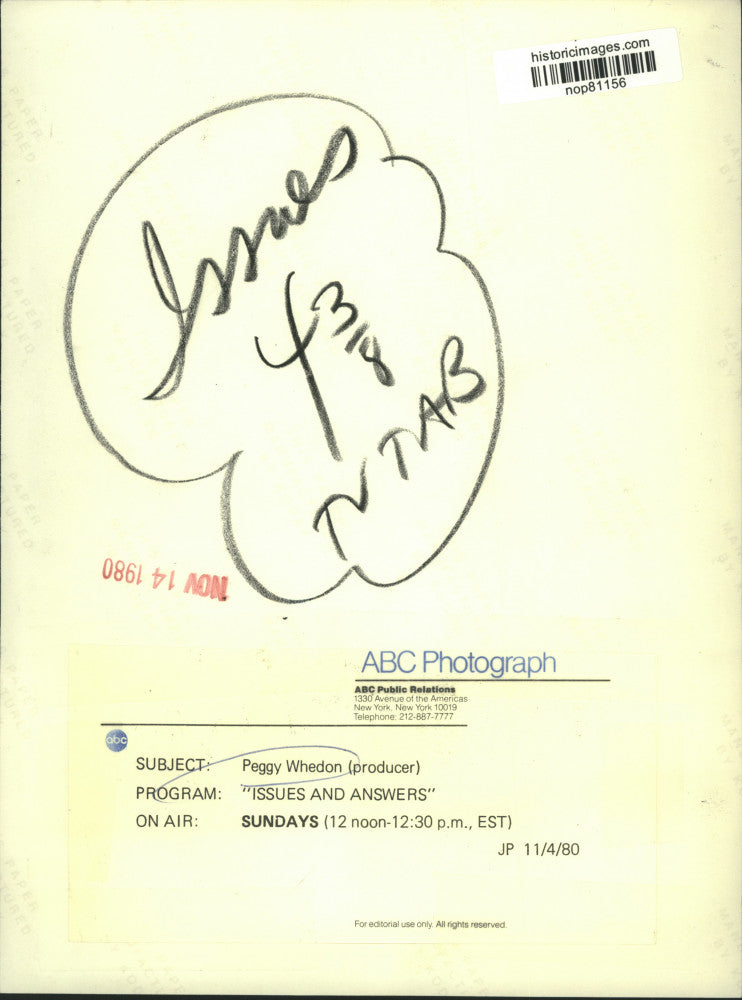 historicimages.com
nop81156
Issues
4 3/8
TV TAB
NOV 14 1980
ABC Photograph
ABC Public Relations
1330 Avenue of the Americas
New York, New York 10019
Telephone: 212-887-7777
abc
SUBJECT: Peggy Whedon (producer)
PROGRAM: "ISSUES AND ANSWERS"
ON AIR: SUNDAYS (12 noon-12:30 p.m., EST)
JP 11/4/80
For editorial use only. All rights reserved.